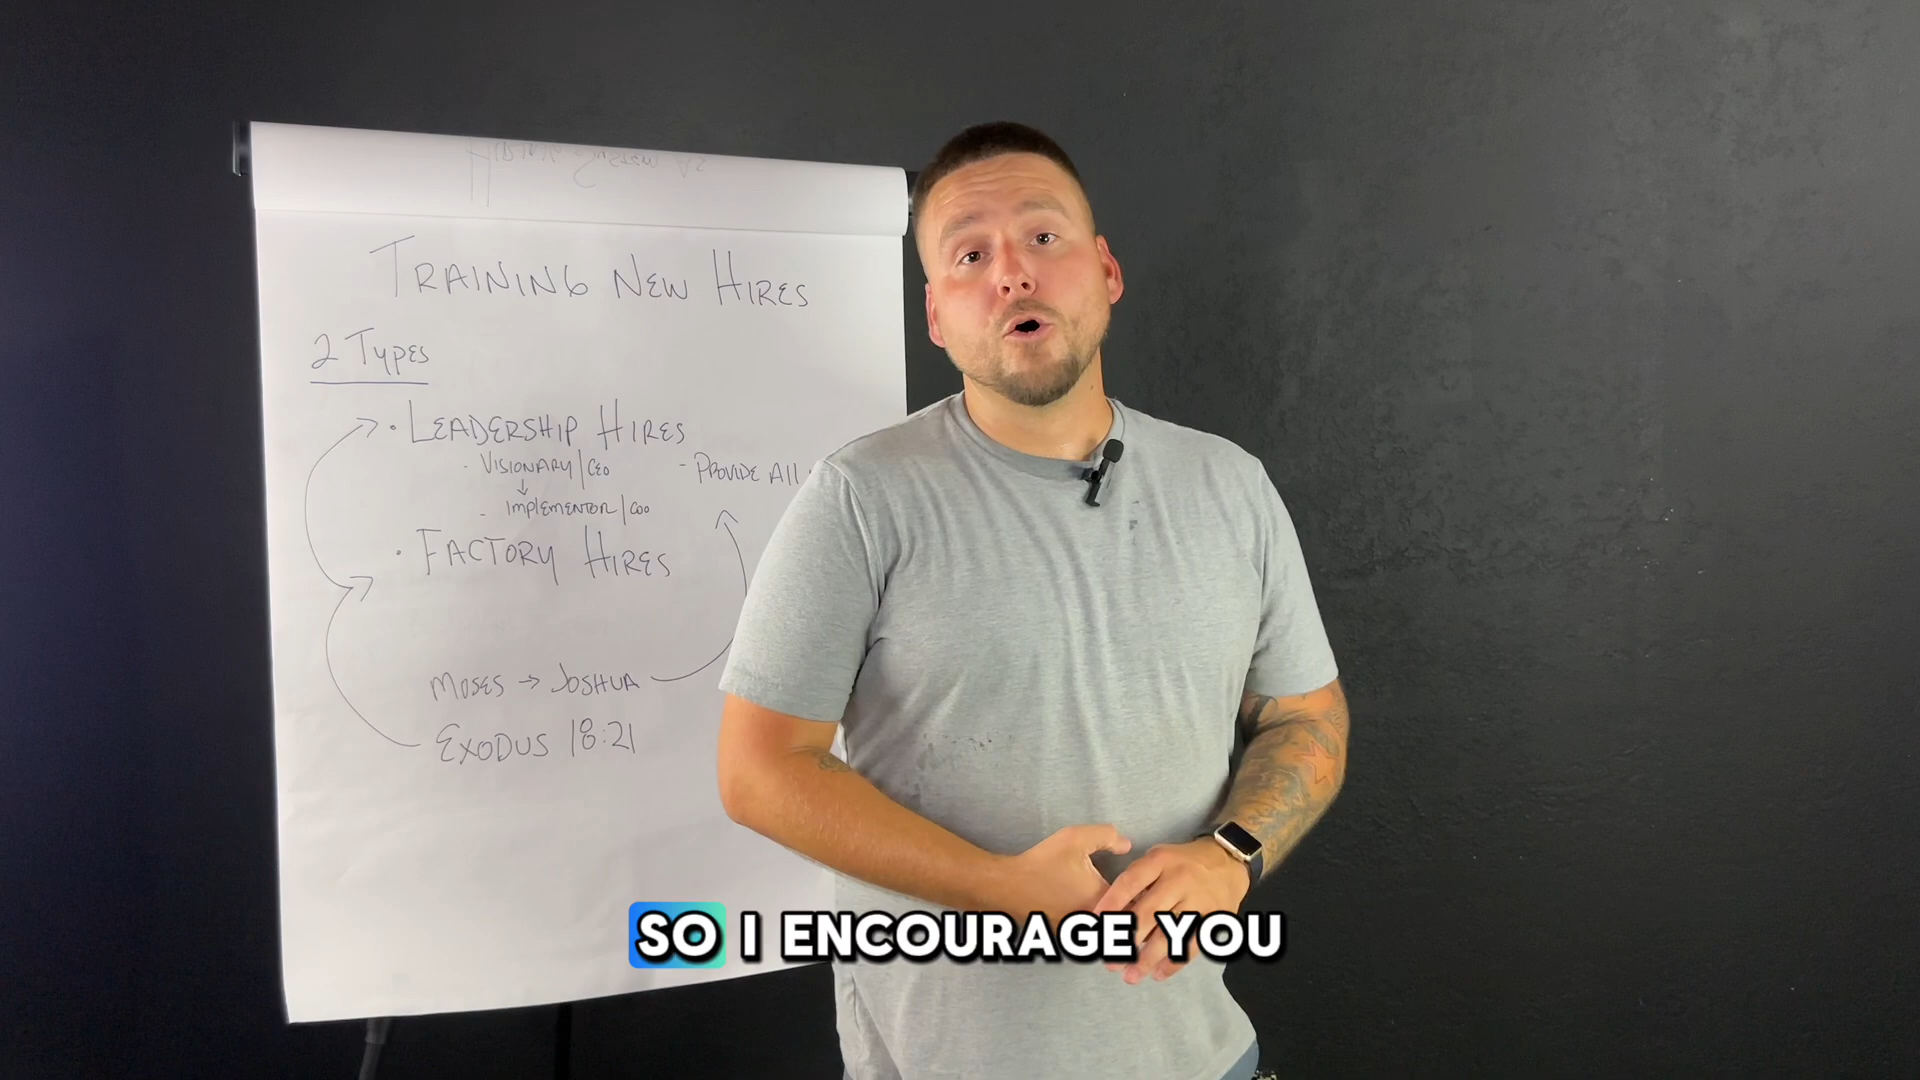 TRAINING NEW HIRES
2 TYPES
· LEADERSHIP HIRES
- VISIONARY/CEO
- PROVIDE All
↓
- ImplEMENTOR/COO
· FACTORY HIRES
MOSES → JOSHUA
EXODUS 18:21
SO I ENCOURAGE YOU